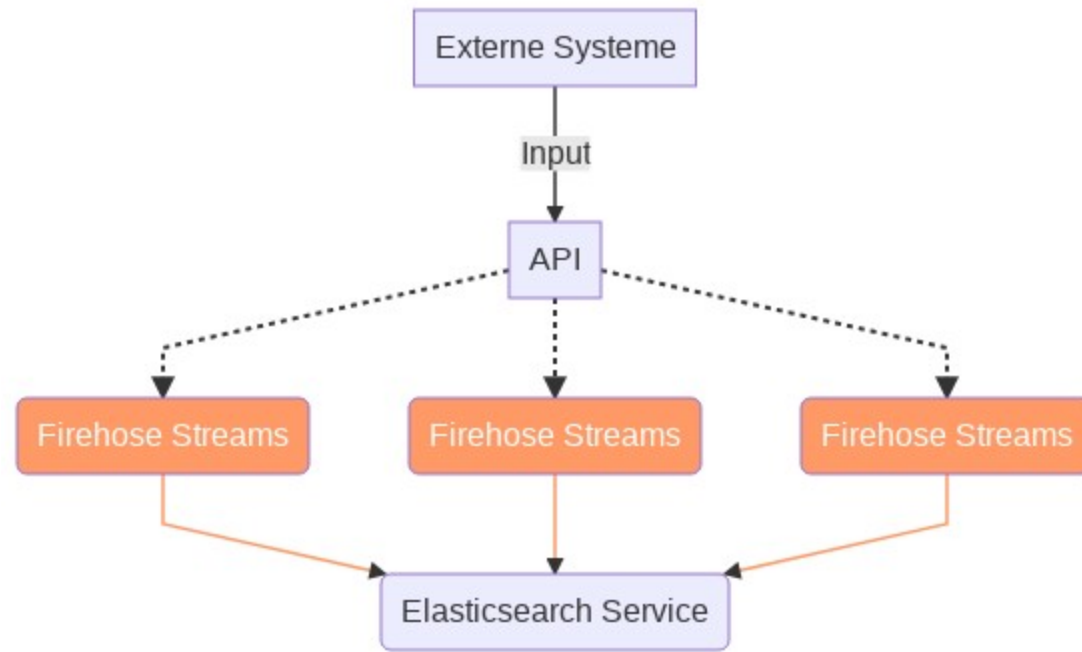 Externe Systeme
Input
API
Firehose Streams
Firehose Streams
Firehose Streams
Elasticsearch Service